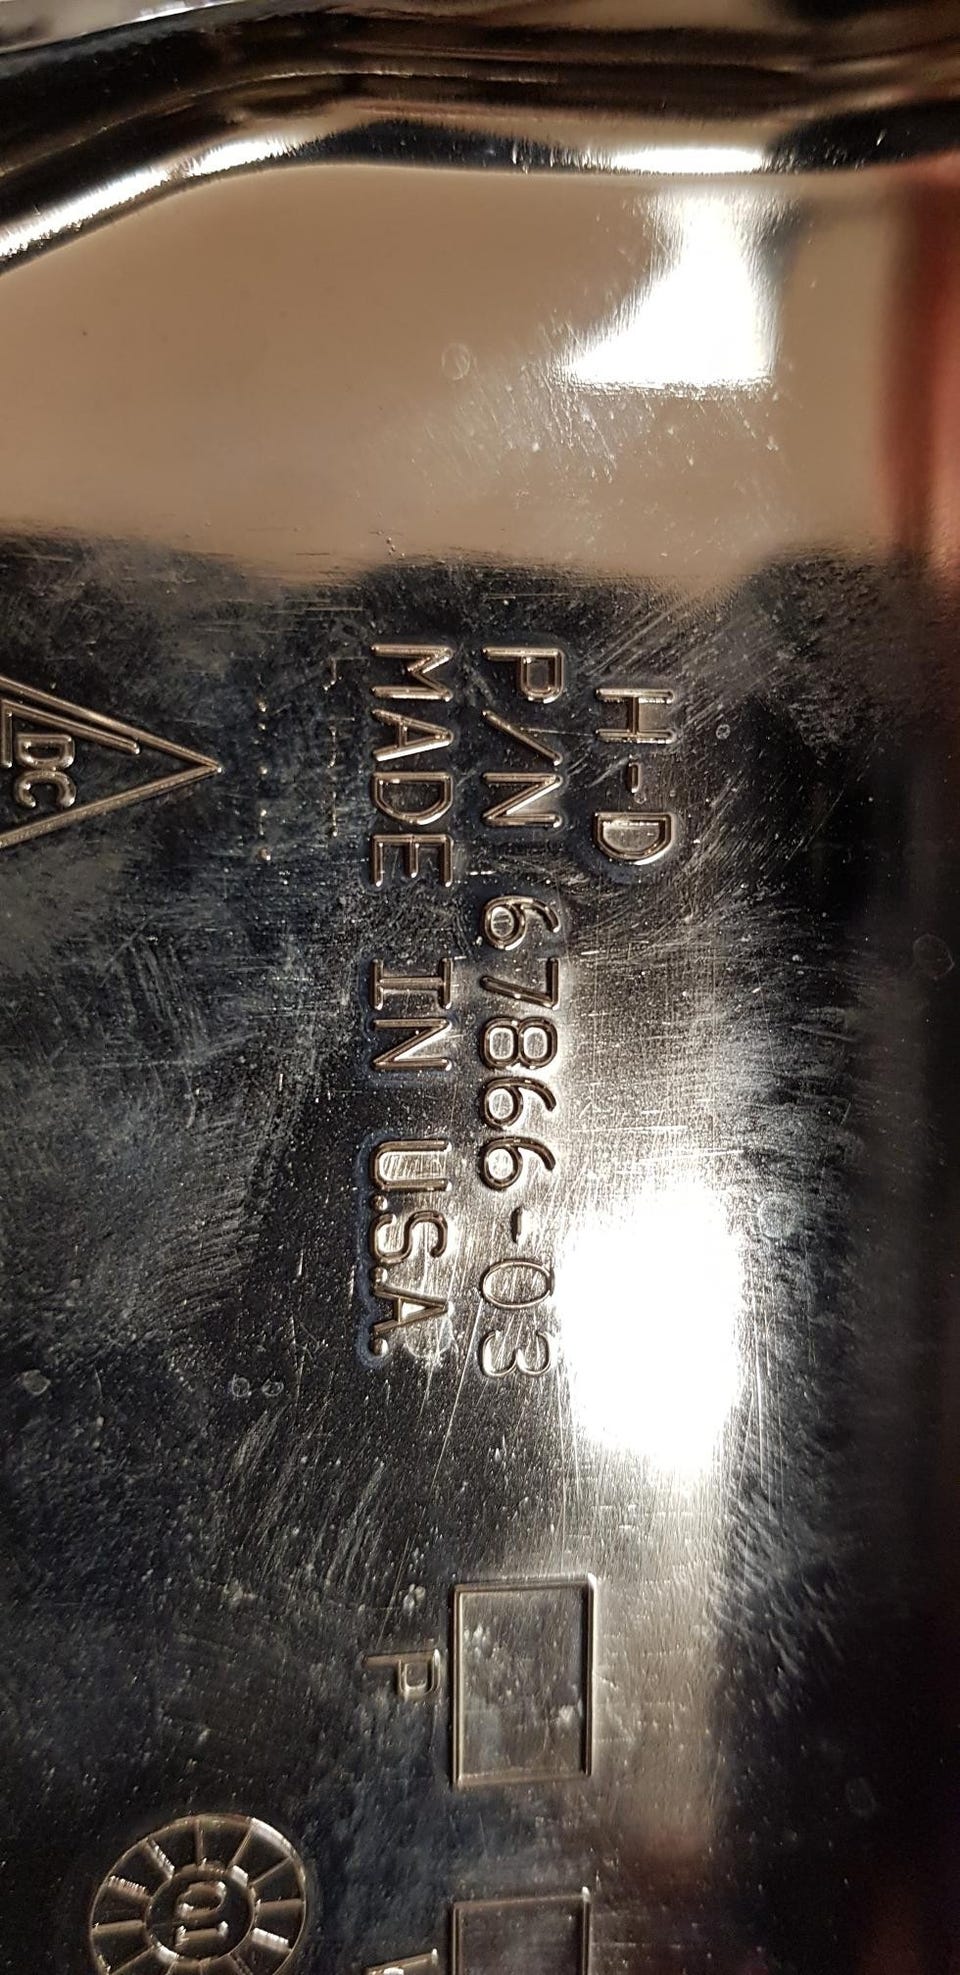 H-D
P/N 67866-03
MADE IN U.S.A.
DC
P